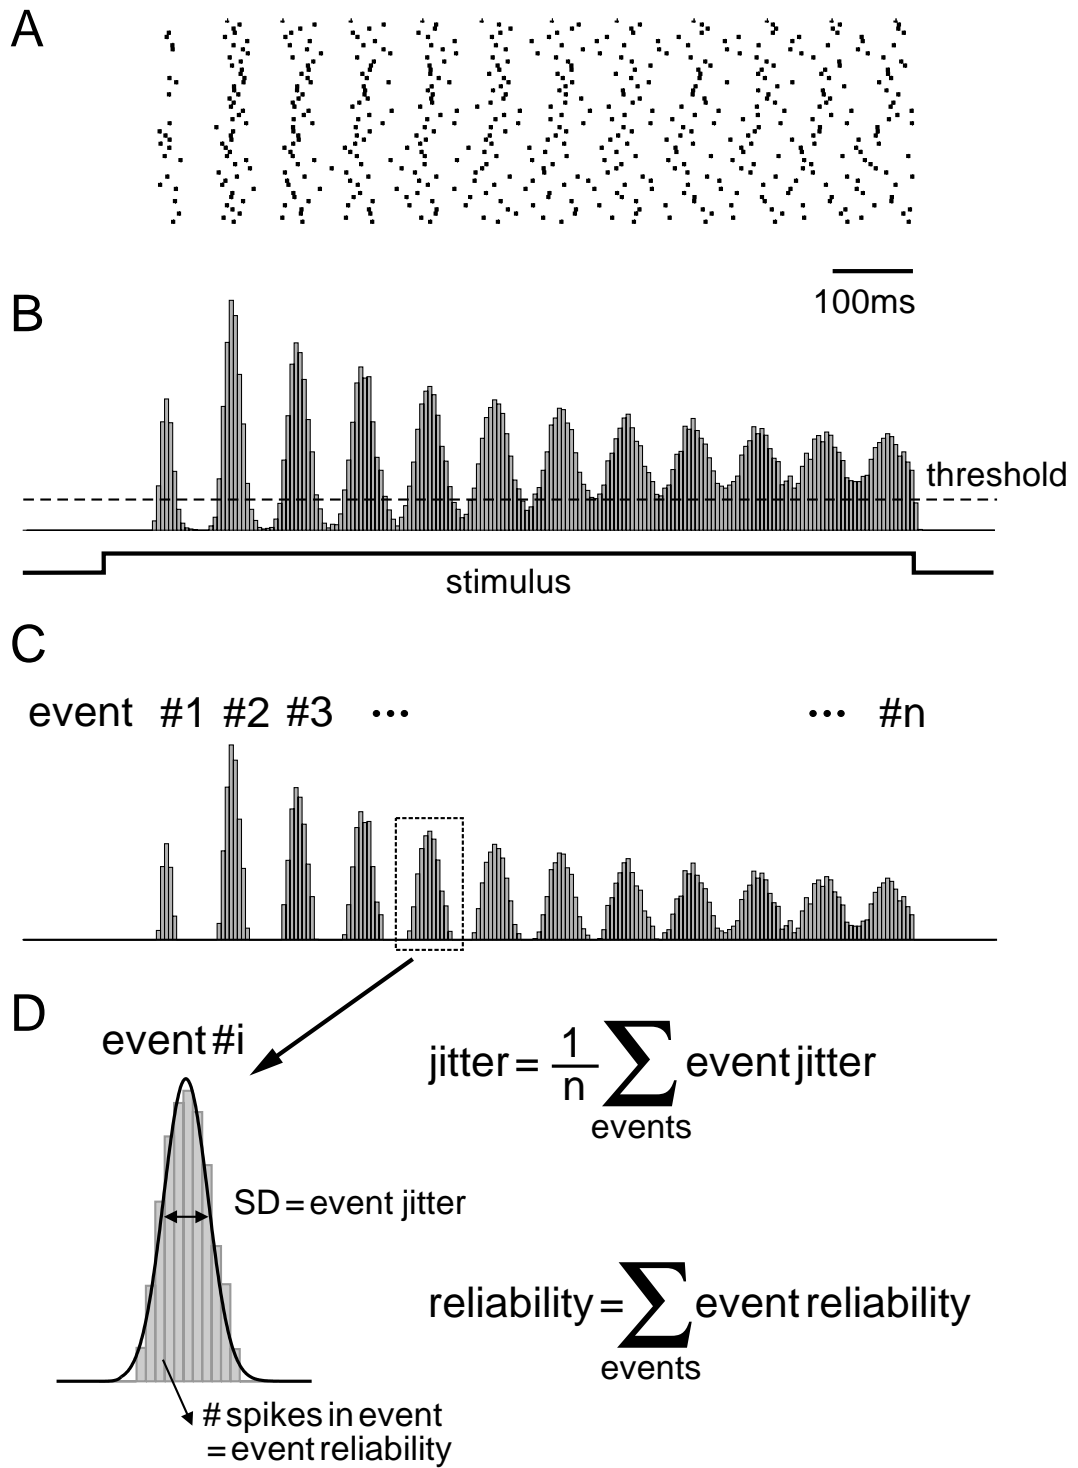 A
100ms
B
threshold
stimulus
C
event #1 #2 #3 ••• ••• #n
D
event #i
jitter = 1/n ∑ event jitter
events
SD = event jitter
reliability = ∑ event reliability
events
# spikes in event
= event reliability